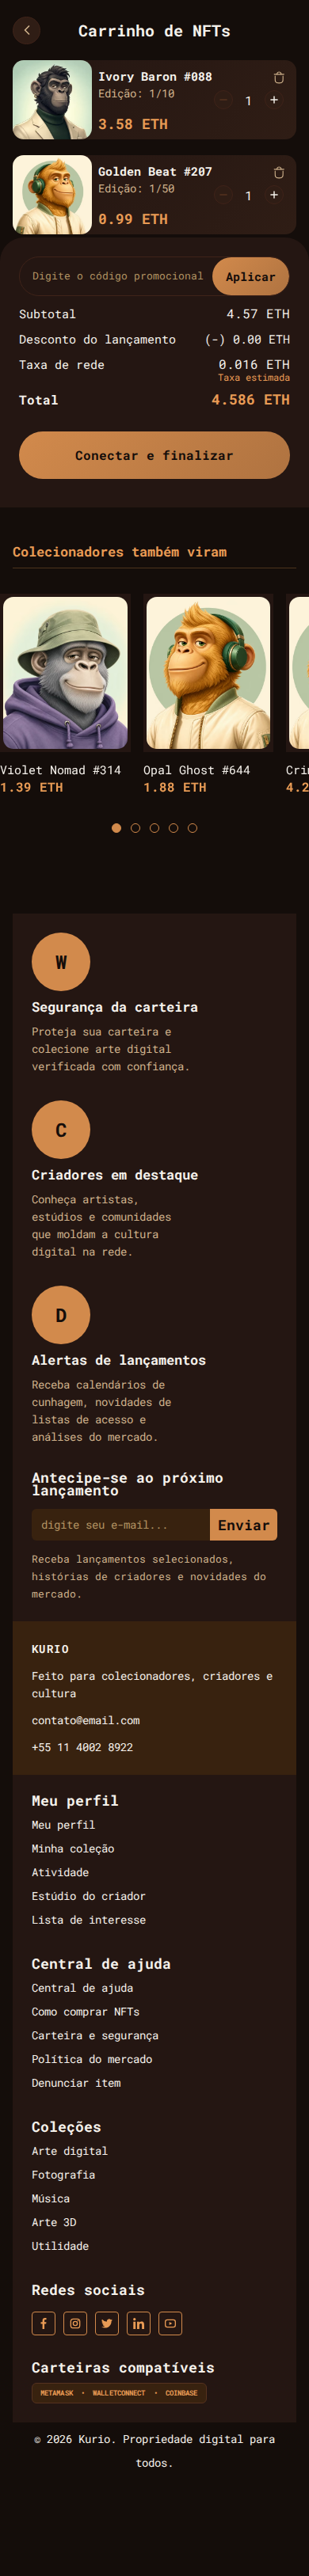 Carrinho de NFTs
Ivory Baron #088
Edição: 1/10
1
3.58 ETH
Golden Beat #207
Edição: 1/50
1
0.99 ETH
Digite o código promocional Aplicar
Subtotal 4.57 ETH
Desconto do lançamento (-) 0.00 ETH
Taxa de rede 0.016 ETH
Taxa estimada
Total 4.586 ETH
Conectar e finalizar
Colecionadores também viram
Violet Nomad #314 Opal Ghost #644
1.39 ETH 1.88 ETH
W
Segurança da carteira
Proteja sua carteira e
colecione arte digital
verificada com confiança.
C
Criadores em destaque
Conheça artistas,
estúdios e comunidades
que moldam a cultura
digital na rede.
D
Alertas de lançamentos
Receba calendários de
cunhagem, novidades de
listas de acesso e
análises do mercado.
Antecipe-se ao próximo
lançamento
digite seu e-mail... Enviar
Receba lançamentos selecionados,
histórias de criadores e novidades do
mercado.
KURIO
Feito para colecionadores, criadores e
cultura
contato@email.com
+55 11 4002 8922
Meu perfil
Meu perfil
Minha coleção
Atividade
Estúdio do criador
Lista de interesse
Central de ajuda
Central de ajuda
Como comprar NFTs
Carteira e segurança
Política do mercado
Denunciar item
Coleções
Arte digital
Fotografia
Música
Arte 3D
Utilidade
Redes sociais
Carteiras compatíveis
METAMASK • WALLETCONNECT • COINBASE
© 2026 Kurio. Propriedade digital para
todos.